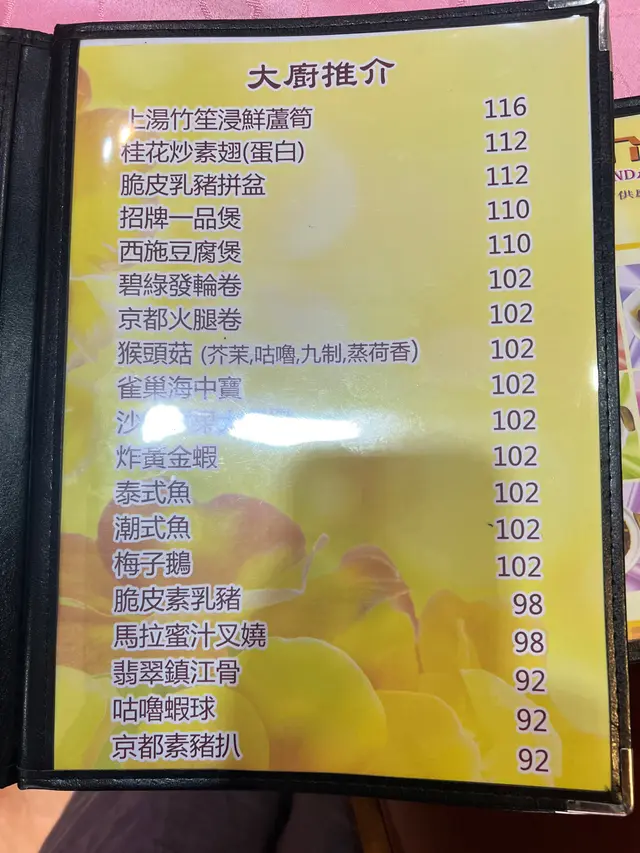 大廚推介
上湯竹笙浸鮮蘆筍 116
桂花炒素翅(蛋白) 112
脆皮乳豬拼盆 112
招牌一品煲 110
西施豆腐煲 110
碧綠發輪卷 102
京都火腿卷 102
猴頭菇 (芥茉,咕嚕,九制,蒸荷香) 102
雀巢海中寶 102
沙 102
炸黃金蝦 102
泰式魚 102
潮式魚 102
梅子鵝 102
脆皮素乳豬 98
馬拉蜜汁叉嬈 98
翡翠鎮江骨 92
咕嚕蝦球 92
京都素豬扒 92
ND
供